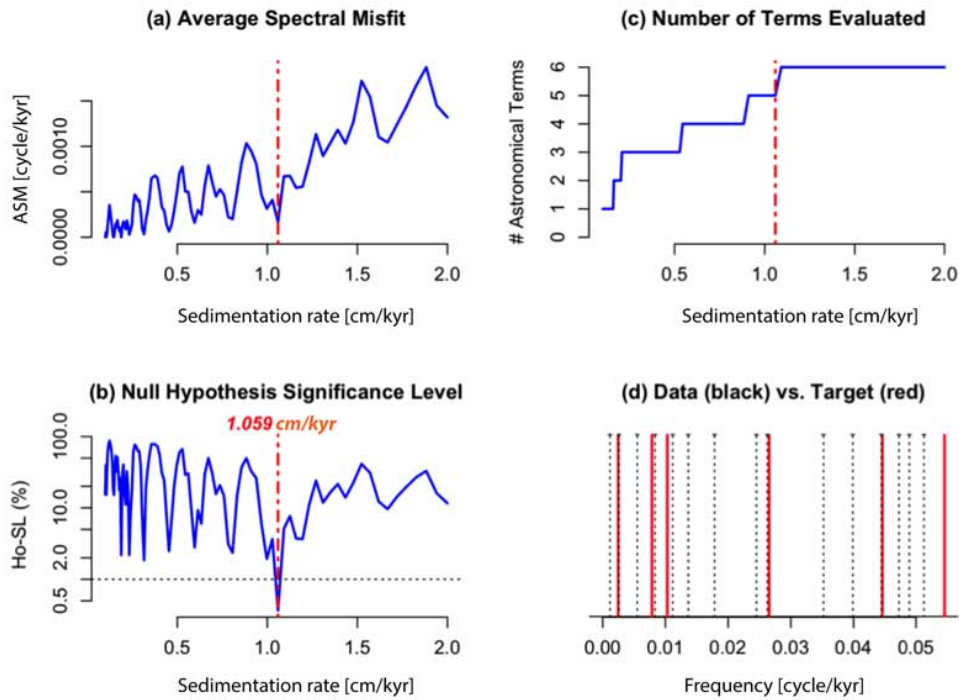 (a) Average Spectral Misfit
ASM [cycle/kyr]
0.0010
0.0000
0.5 1.0 1.5 2.0
Sedimentation rate [cm/kyr]
(c) Number of Terms Evaluated
# Astronomical Terms
6
5
4
3
2
1
0
0.5 1.0 1.5 2.0
Sedimentation rate [cm/kyr]
(b) Null Hypothesis Significance Level
1.059 cm/kyr
Ho-SL (%)
100.0
10.0
2.0
0.5
0.5 1.0 1.5 2.0
Sedimentation rate [cm/kyr]
(d) Data (black) vs. Target (red)
0.00 0.01 0.02 0.03 0.04 0.05
Frequency [cycle/kyr]